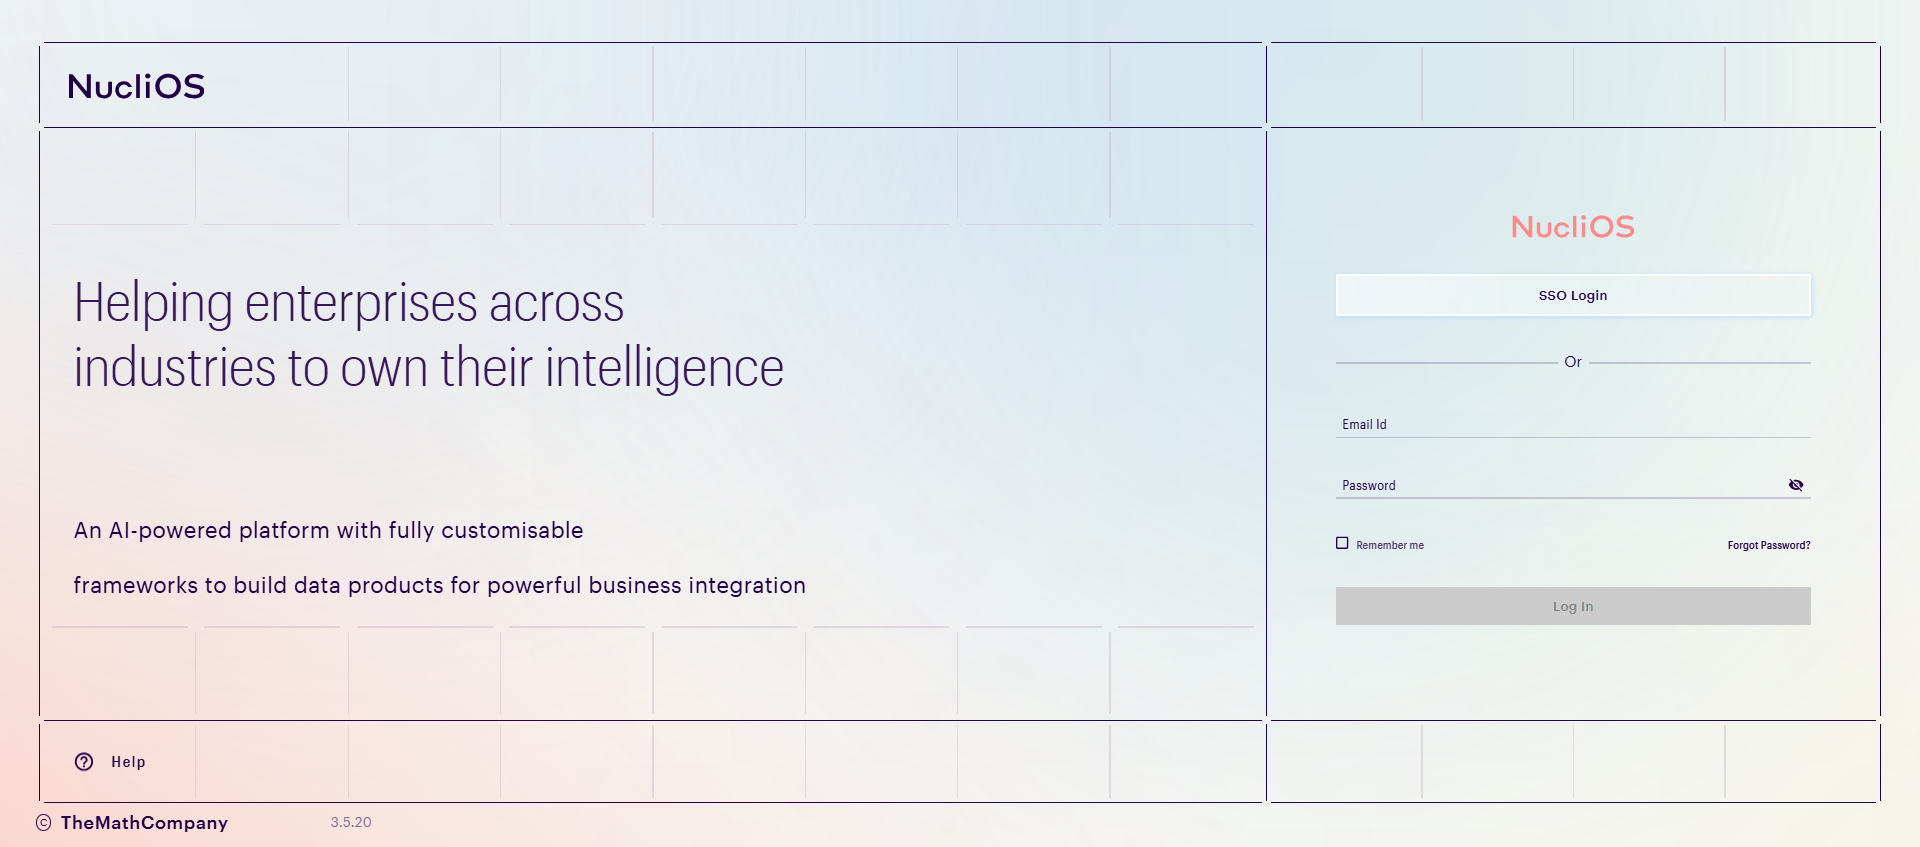 NucliOS
Helping enterprises across
industries to own their intelligence
An AI-powered platform with fully customisable
frameworks to build data products for powerful business integration
Help
© TheMathCompany
3.5.20
NucliOS
SSO Login
Or
Email Id
Password
Remember me
Forgot Password?
Log In